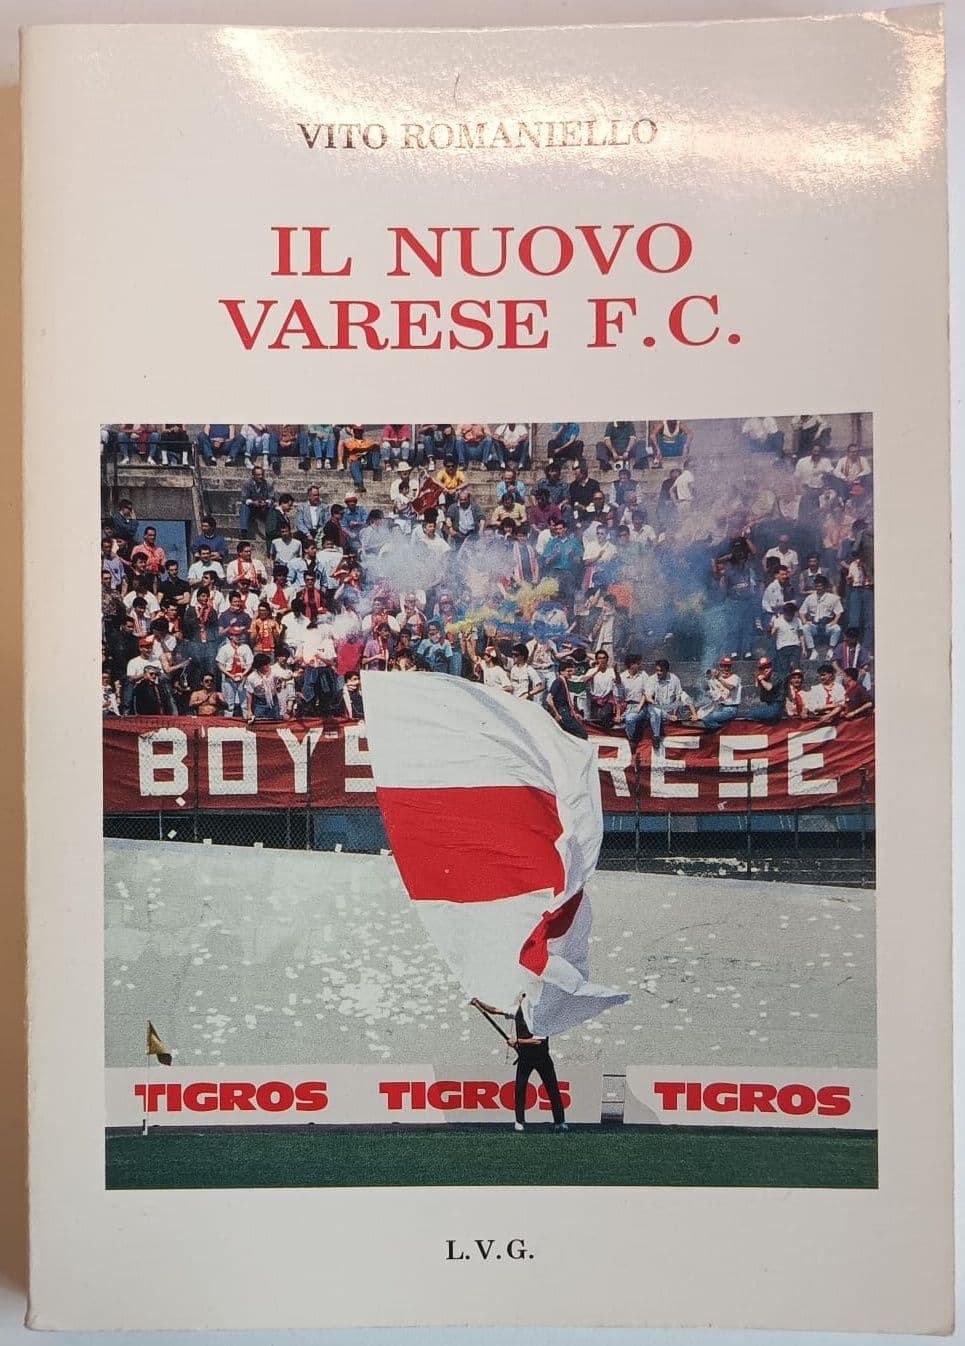 VITO ROMANIELLO
IL NUOVO
VARESE F.C.
BOYS RESE
TIGROS TIGROS TIGROS
L.V.G.